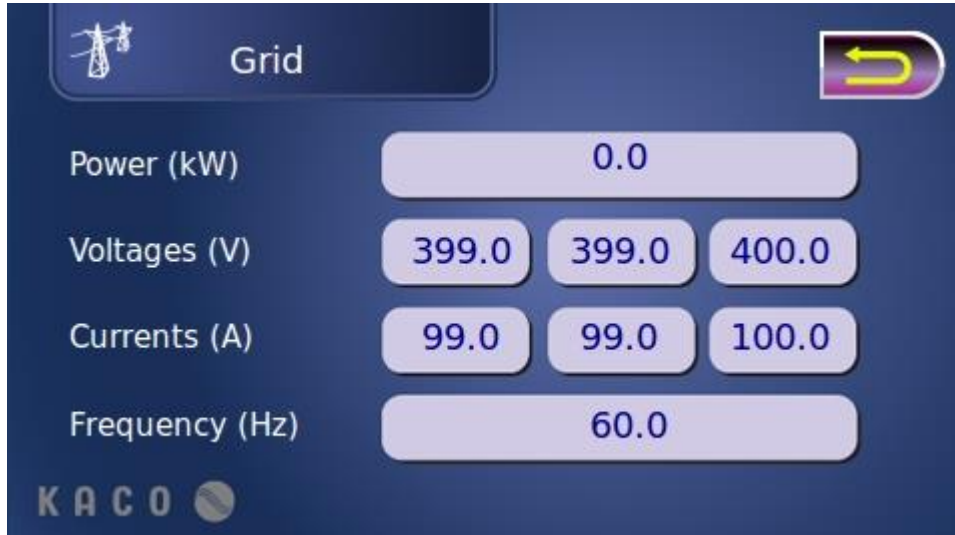 Grid
Power (kW) 0.0
Voltages (V) 399.0 399.0 400.0
Currents (A) 99.0 99.0 100.0
Frequency (Hz) 60.0
KACO